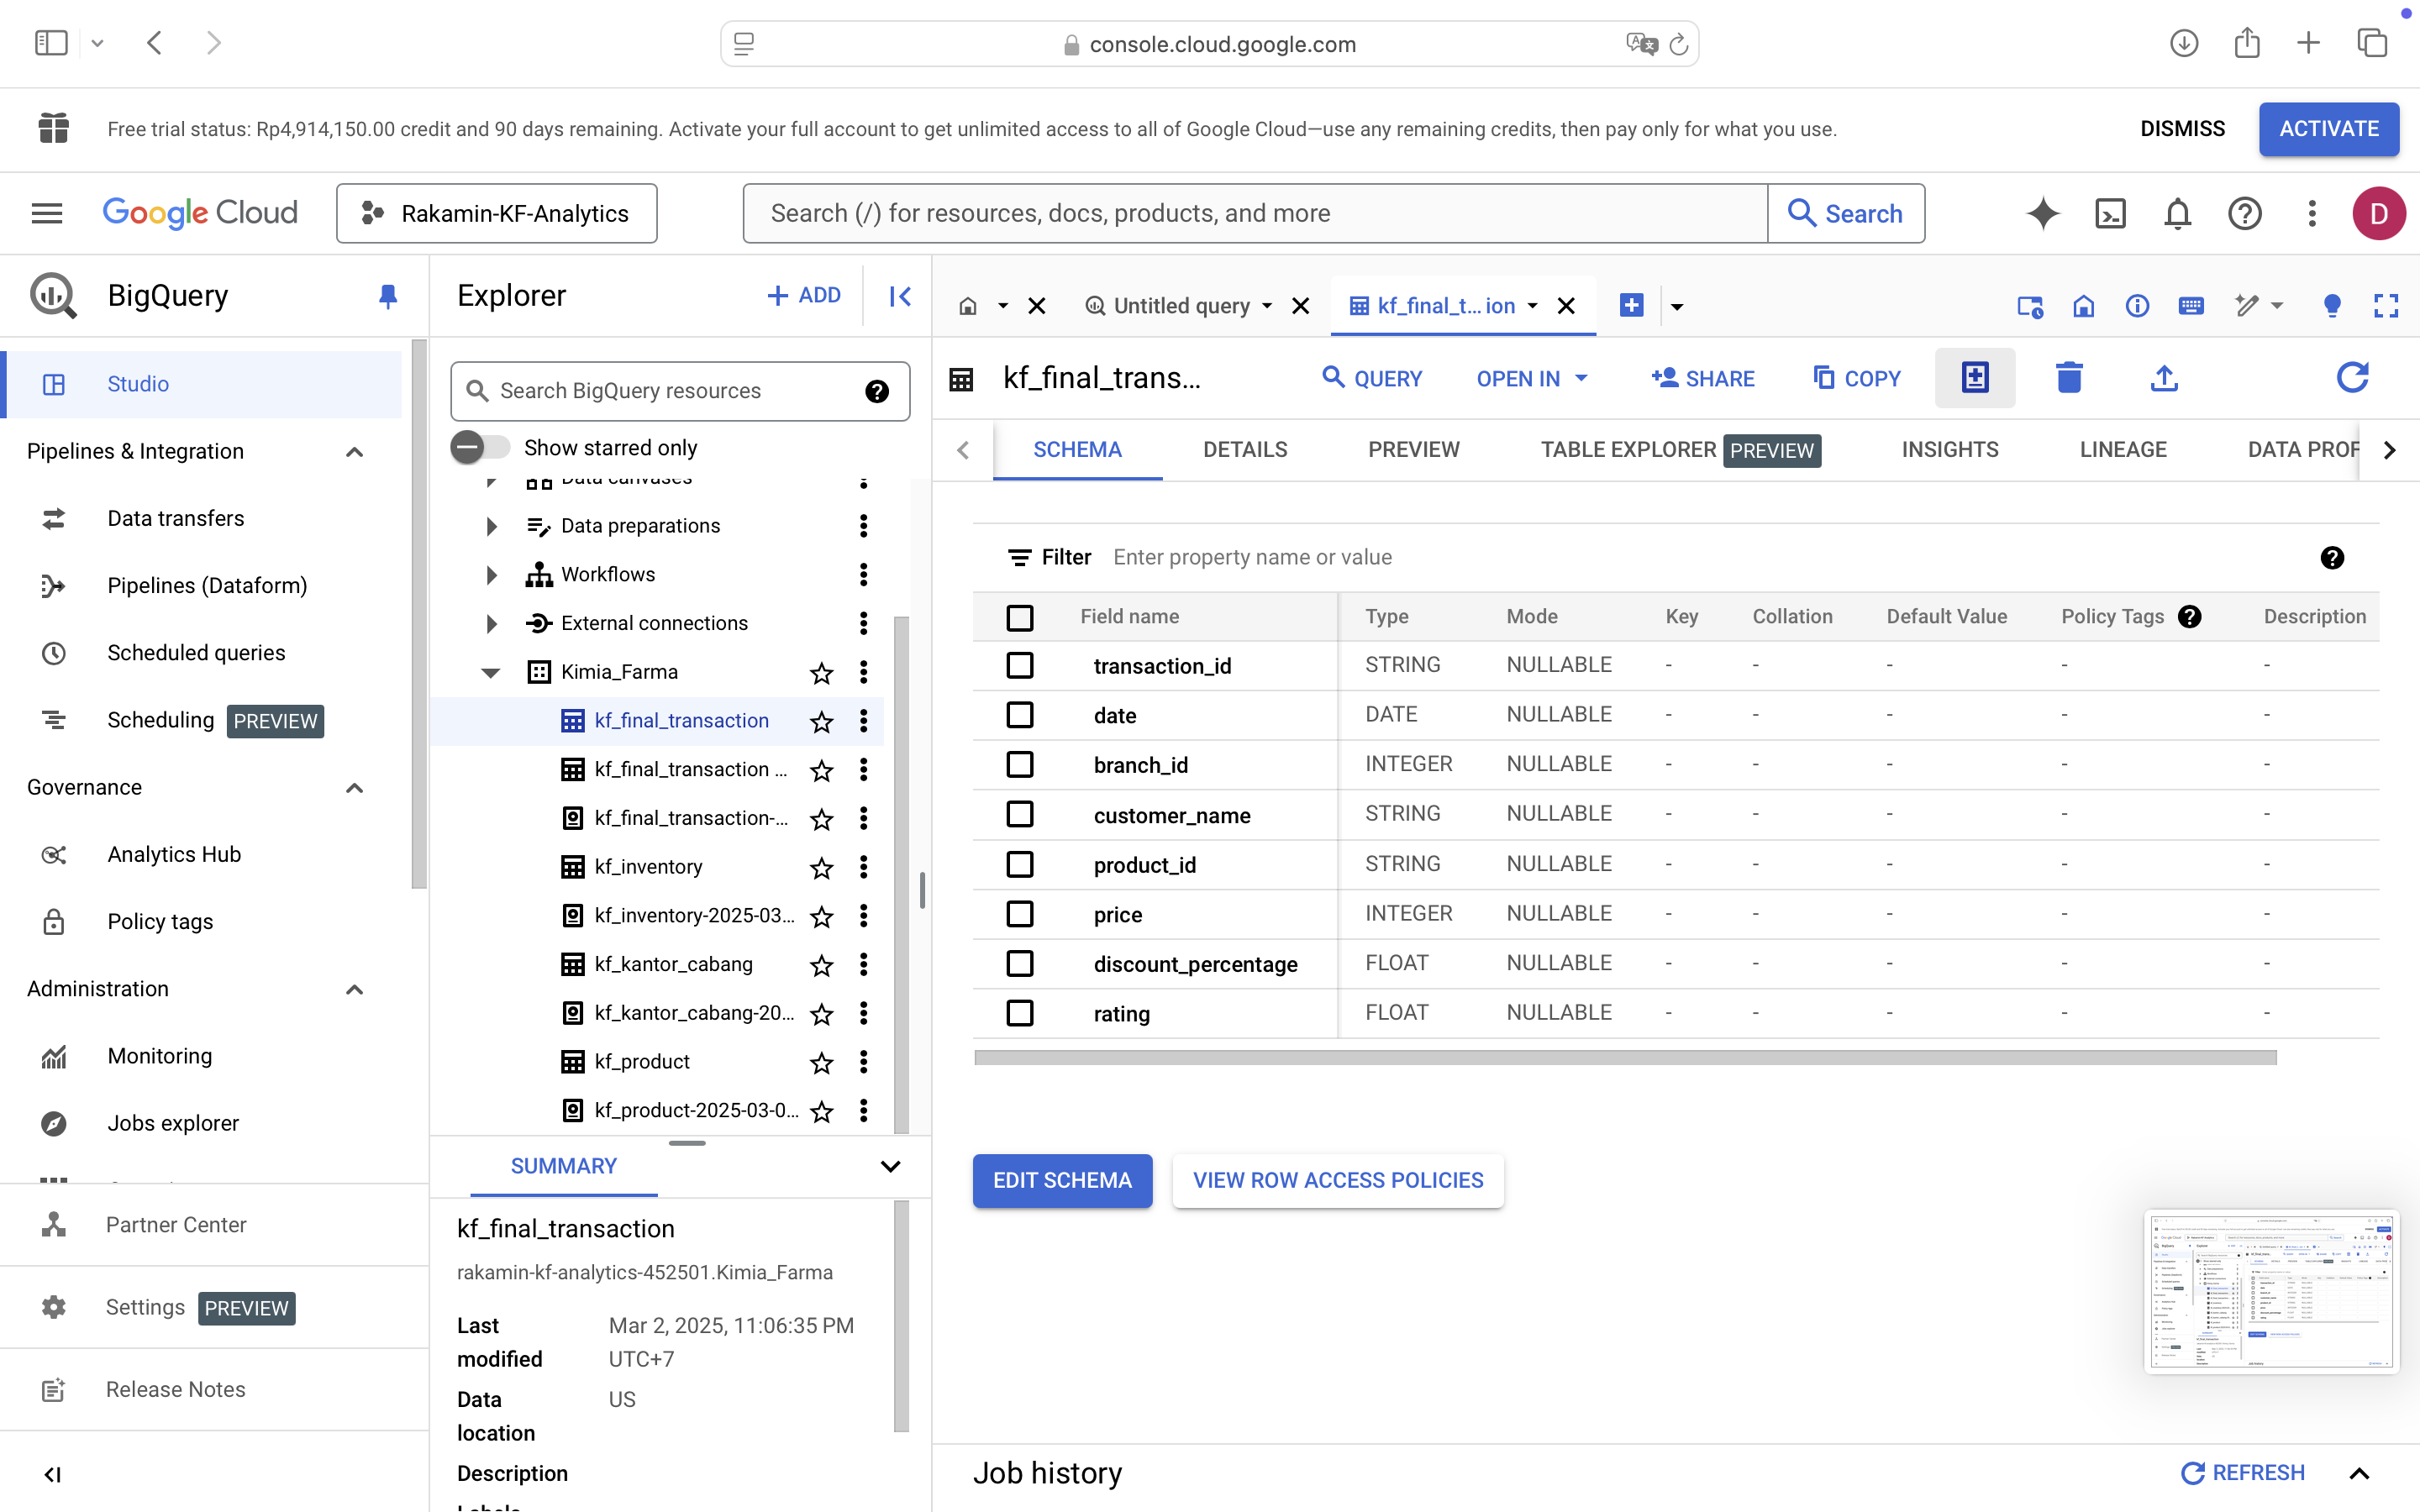 console.cloud.google.com
Free trial status: Rp4,914,150.00 credit and 90 days remaining. Activate your full account to get unlimited access to all of Google Cloud—use any remaining credits, then pay only for what you use.
DISMISS
ACTIVATE
Google Cloud
Rakamin-KF-Analytics
Search (/) for resources, docs, products, and more
Search
D
BigQuery
Studio
Pipelines & Integration
Data transfers
Pipelines (Dataform)
Scheduled queries
Scheduling PREVIEW
Governance
Analytics Hub
Policy tags
Administration
Monitoring
Jobs explorer
Partner Center
Settings PREVIEW
Release Notes
Explorer
+ ADD
Search BigQuery resources
Show starred only
Data canvases
Data preparations
Workflows
External connections
Kimia_Farma
kf_final_transaction
kf_final_transaction ...
kf_final_transaction-...
kf_inventory
kf_inventory-2025-03...
kf_kantor_cabang
kf_kantor_cabang-20...
kf_product
kf_product-2025-03-0...
SUMMARY
kf_final_transaction
rakamin-kf-analytics-452501.Kimia_Farma
Last modified Mar 2, 2025, 11:06:35 PM UTC+7
Data location US
Description
Labels
Untitled query
kf_final_t... ion
kf_final_trans...
QUERY
OPEN IN
SHARE
COPY
SCHEMA DETAILS PREVIEW TABLE EXPLORER PREVIEW INSIGHTS LINEAGE DATA PROF
Filter Enter property name or value
Field name Type Mode Key Collation Default Value Policy Tags Description
transaction_id STRING NULLABLE - - - - -
date DATE NULLABLE - - - - -
branch_id INTEGER NULLABLE - - - - -
customer_name STRING NULLABLE - - - - -
product_id STRING NULLABLE - - - - -
price INTEGER NULLABLE - - - - -
discount_percentage FLOAT NULLABLE - - - - -
rating FLOAT NULLABLE - - - - -
EDIT SCHEMA
VIEW ROW ACCESS POLICIES
Job history
REFRESH